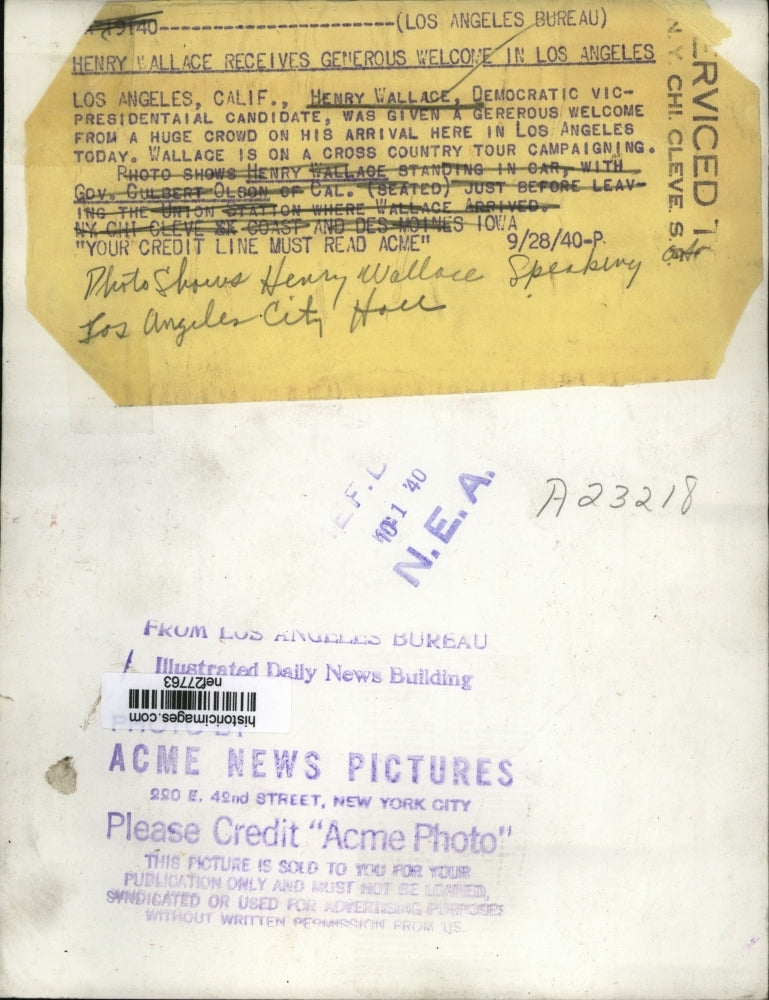 -----------------------(LOS ANGELES BUREAU)
HENRY WALLACE RECEIVES GENEROUS WELCOME IN LOS ANGELES
LOS ANGELES, CALIF., HENRY WALLACE, DEMOCRATIC VIC-
PRESIDENTAIAL CANDIDATE, WAS GIVEN A GEREROUS WELCOME
FROM A HUGE CROWD ON HIS ARRIVAL HERE IN LOS ANGELES
TODAY. WALLACE IS ON A CROSS COUNTRY TOUR CAMPAIGNING.
PHOTO SHOWS HENRY WALLACE STANDING IN CAR, WITH
GOV. CULBERT OLSON OF CAL. (SEATED) JUST BEFORE LEAV-
ING THE UNION STATION WHERE WALLACE ARRIVED.
NY CHI CLEVE SX COAST AND DES MOINES IOWA
"YOUR CREDIT LINE MUST READ ACME" 9/28/40-P.
Photo Shows Henry Wallace Speaking
Los Angeles City Hall
ERVICED T
N.Y. CHI. CLEVE. S.
E.F.L
10-1 '40
N.E.A.
A23218
FROM LOS ANGELES BUREAU
Illustrated Daily News Building
historicimages.com
nef27763
PHOTO BY
ACME NEWS PICTURES
220 E. 42nd STREET, NEW YORK CITY
Please Credit "Acme Photo"
THIS PICTURE IS SOLD TO YOU FOR YOUR
PUBLICATION ONLY AND MUST NOT BE LOANED,
SYNDICATED OR USED FOR ADVERTISING PURPOSES
WITHOUT WRITTEN PERMISSION FROM US.